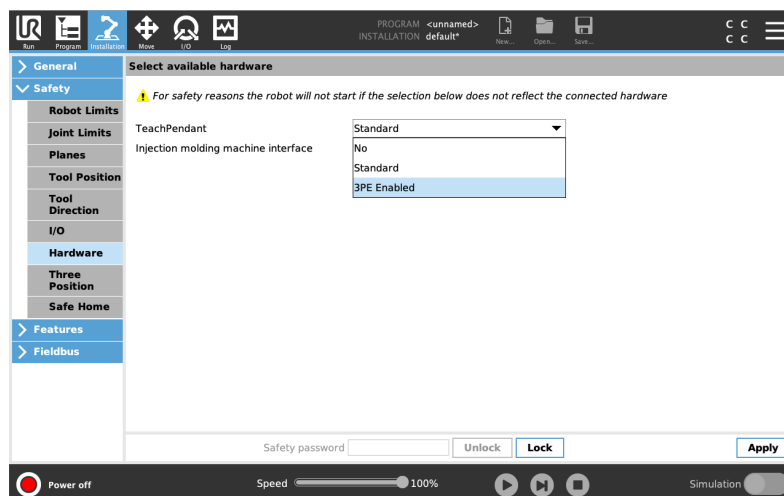 UR
PROGRAM <unnamed>
INSTALLATION default*
C C
C C
Run Program Installation Move I/O Log New... Open... Save...
General
Select available hardware
Safety
For safety reasons the robot will not start if the selection below does not reflect the connected hardware
Robot Limits
Joint Limits
TeachPendant Standard
Planes
Injection molding machine interface No
Standard
Tool Position
3PE Enabled
Tool
Direction
I/O
Hardware
Three
Position
Safe Home
Features
Fieldbus
Safety password Unlock Lock Apply
Power off Speed 100% Simulation